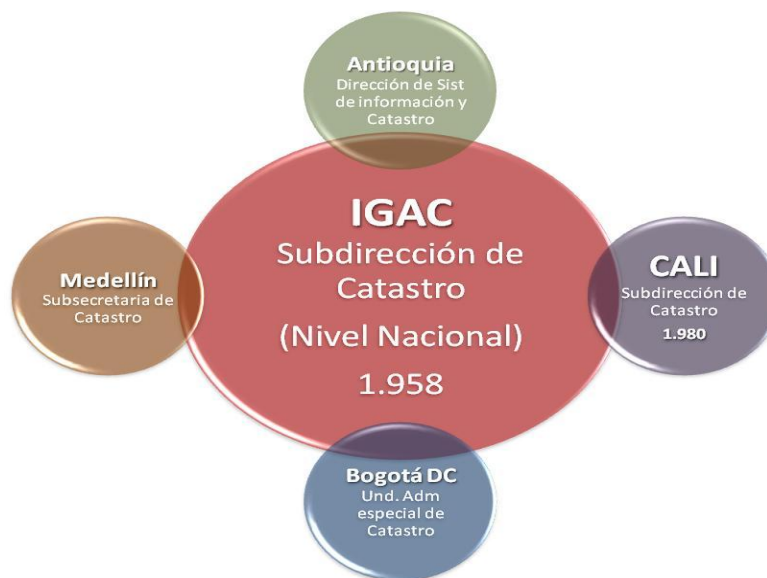 Antioquia
Dirección de Sist
de información y
Catastro
IGAC
Subdirección de
Catastro
(Nivel Nacional)
1.958
Medellín
Subsecretaria de
Catastro
CALI
Subdirección de
Catastro
1.980
Bogotá DC
Und. Adm
especial de
Catastro